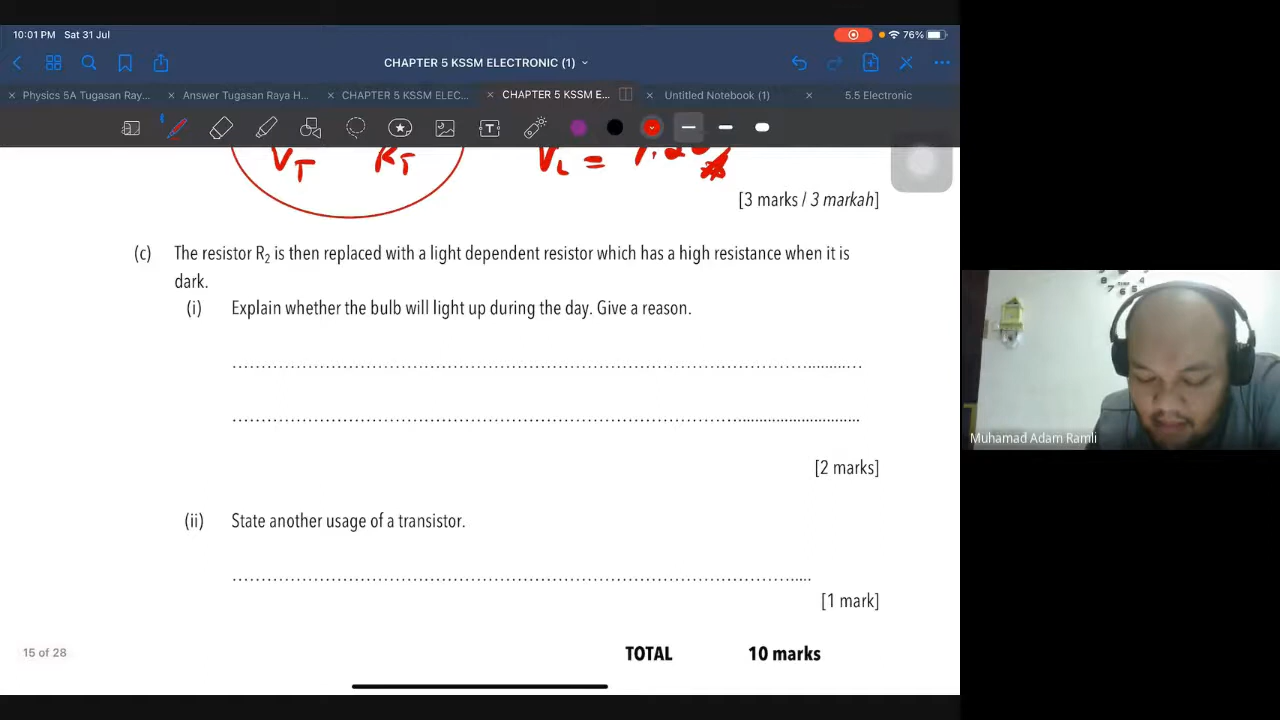 10:01 PM Sat 31 Jul
76%
CHAPTER 5 KSSM ELECTRONIC (1)
Physics 5A Tugasan Ray...
Answer Tugasan Raya H...
CHAPTER 5 KSSM ELEC...
CHAPTER 5 KSSM E...
Untitled Notebook (1)
5.5 Electronic
VT RT VL =
[3 marks / 3 markah]
(c) The resistor R2 is then replaced with a light dependent resistor which has a high resistance when it is
dark.
(i) Explain whether the bulb will light up during the day. Give a reason.
[2 marks]
(ii) State another usage of a transistor.
[1 mark]
15 of 28
TOTAL 10 marks
Muhamad Adam Ramli